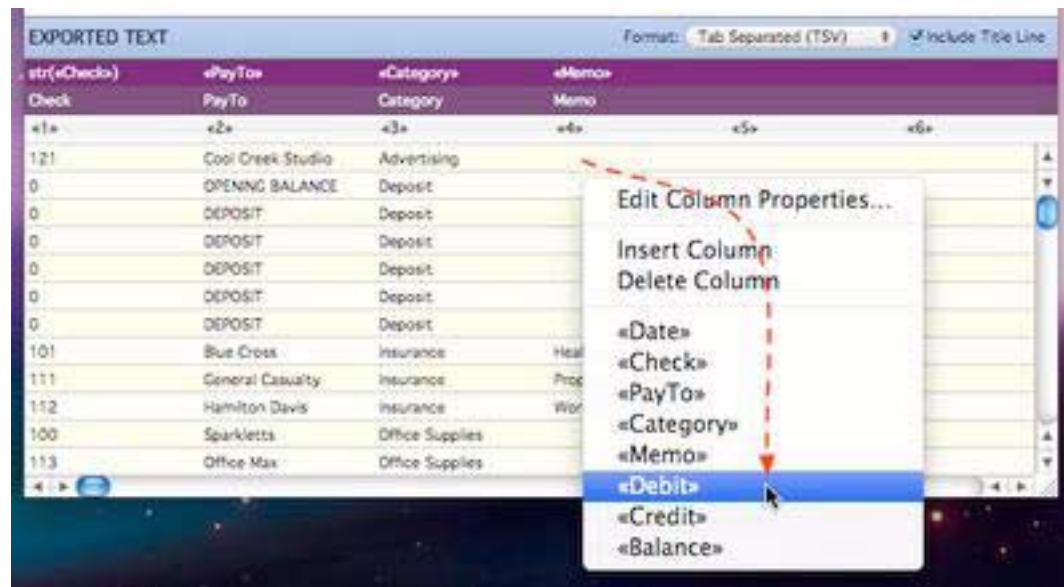 EXPORTED TEXT Format: Tab Separated (TSV) Include Title Line
str(«Check») «PayTo» «Category» «Memo»
Check PayTo Category Memo
«1» «2» «3» «4» «5» «6»
121 Cool Creek Studio Advertising
0 OPENING BALANCE Deposit
0 DEPOSIT Deposit
0 DEPOSIT Deposit
0 DEPOSIT Deposit
0 DEPOSIT Deposit
0 DEPOSIT Deposit
101 Blue Cross Insurance Heal
111 General Casualty Insurance Prop
112 Hamilton Davis Insurance Wor
100 Sparkletts Office Supplies
113 Office Max Office Supplies
Edit Column Properties...
Insert Column
Delete Column
«Date»
«Check»
«PayTo»
«Category»
«Memo»
«Debit»
«Credit»
«Balance»